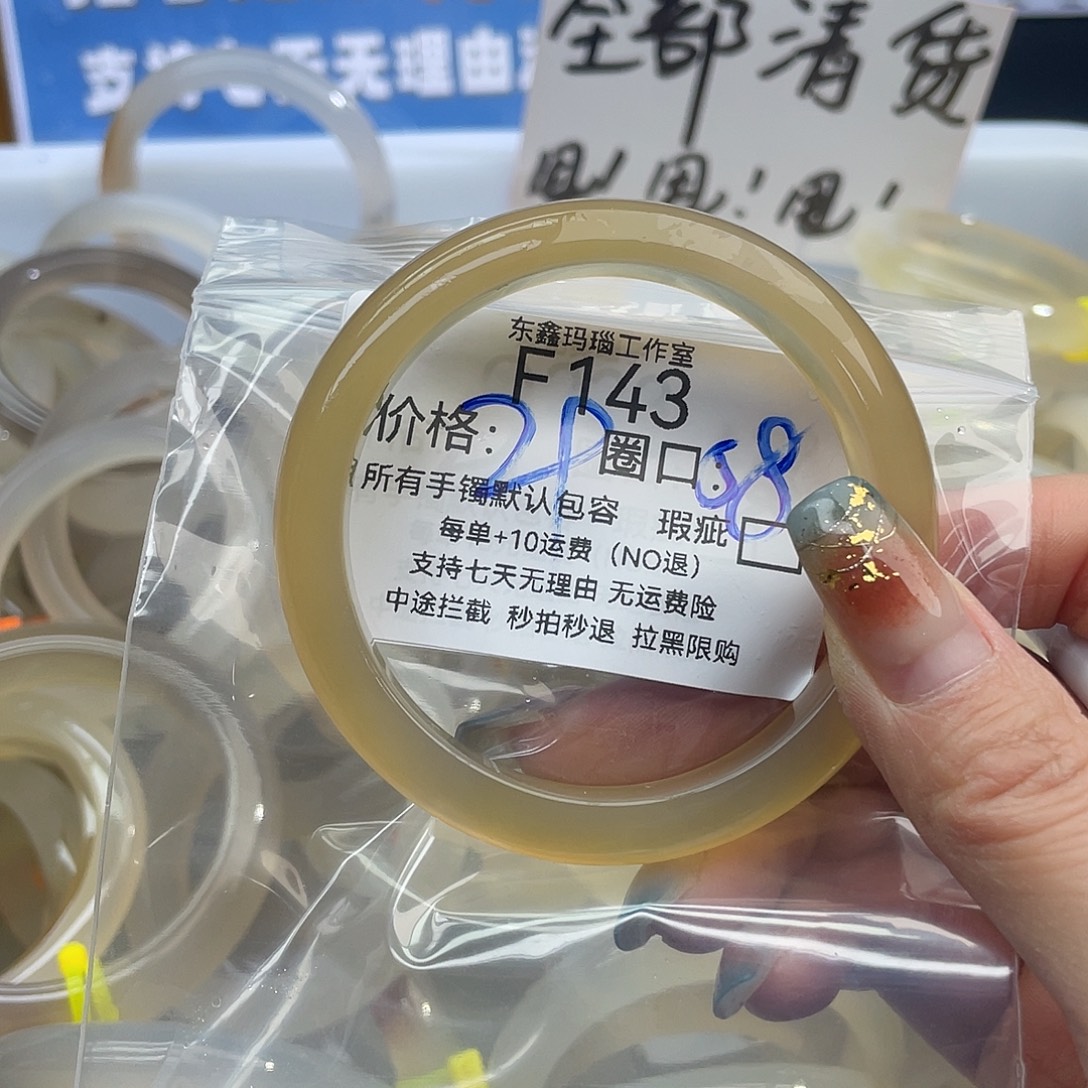 支持七天无理由
全部清货
甩！甩！甩！
东鑫玛瑙工作室
F143
价格： 圈口：58
所有手镯默认包容 瑕疵
每单+10运费（NO退）
支持七天无理由 无运费险
中途拦截 秒拍秒退 拉黑限购